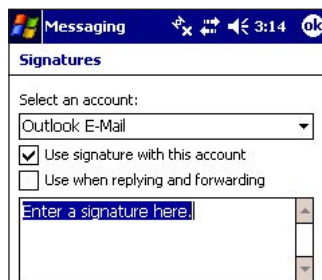 Messaging 3:14 ok
Signatures
Select an account:
Outlook E-Mail
Use signature with this account
Use when replying and forwarding
Enter a signature here.